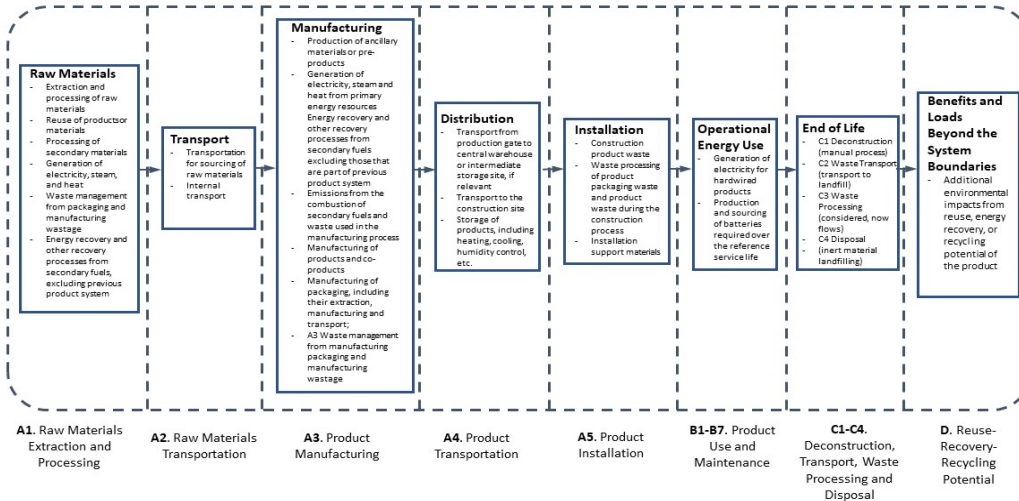 Raw Materials
- Extraction and
processing of raw
materials
- Reuse of productsor
materials
- Processing of
secondary materials
- Generation of
electricity, steam,
and heat
- Waste management
from packaging and
manufacturing
wastage
- Energy recovery and
other recovery
processes from
secondary fuels,
excluding previous
product system
Transport
- Transportation
for sourcing of
raw materials
- Internal
transport
Manufacturing
- Production of ancillary
materials or pre-
products
- Generation of
electricity, steam and
heat from primary
energy resources
Energy recovery and
other recovery
processes from
secondary fuels
excluding those that
are part of previous
product system
- Emissions from the
combustion of
secondary fuels and
waste used in the
manufacturing process
- Manufacturing of
products and co-
products
- Manufacturing of
packaging, including
their extraction,
manufacturing and
transport;
- A3 Waste management
from manufacturing
packaging and
manufacturing
wastage
Distribution
- Transport from
production gate to
central warehouse
or intermediate
storage site, if
relevant
- Transport to the
construction site
- Storage of
products, including
heating, cooling,
humidity control,
etc.
Installation
- Construction
product waste
- Waste processing
of product
packaging waste
and product
waste during the
construction
process
- Installation
support materials
Operational
Energy Use
- Generation of
electricity for
hardwired
products
- Production
and sourcing
of batteries
required over
the reference
service life
End of Life
- C1 Deconstruction
(manual process)
- C2 Waste Transport
(transport to
landfill)
- C3 Waste
Processing
(considered, now
flows)
- C4 Disposal
- (inert material
landfilling)
Benefits and
Loads
Beyond the
System
Boundaries
- Additional
environmental
impacts from
reuse, energy
recovery, or
recycling
potential of
the product
A1. Raw Materials
Extraction and
Processing
A2. Raw Materials
Transportation
A3. Product
Manufacturing
A4. Product
Transportation
A5. Product
Installation
B1-B7. Product
Use and
Maintenance
C1-C4.
Deconstruction,
Transport, Waste
Processing and
Disposal
D. Reuse-
Recovery-
Recycling
Potential